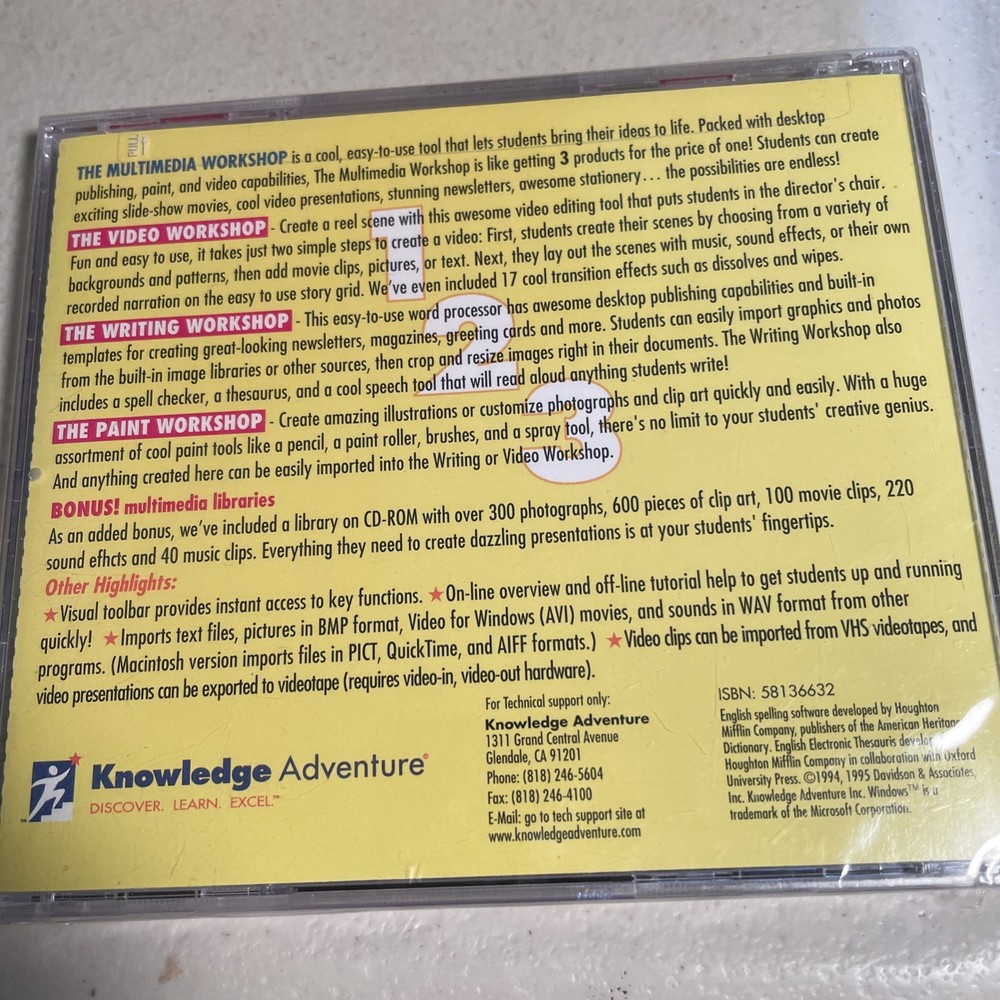 PULL
THE MULTIMEDIA WORKSHOP is a cool, easy-to-use tool that lets students bring their ideas to life. Packed with desktop
publishing, paint, and video capabilities, The Multimedia Workshop is like getting 3 products for the price of one! Students can create
exciting slide-show movies, cool video presentations, stunning newsletters, awesome stationery... the possibilities are endless!
THE VIDEO WORKSHOP - Create a reel scene with this awesome video editing tool that puts students in the director's chair.
Fun and easy to use, it takes just two simple steps to create a video: First, students create their scenes by choosing from a variety of
backgrounds and patterns, then add movie clips, pictures, or text. Next, they lay out the scenes with music, sound effects, or their own
recorded narration on the easy to use story grid. We've even included 17 cool transition effects such as dissolves and wipes.
1
THE WRITING WORKSHOP - This easy-to-use word processor has awesome desktop publishing capabilities and built-in
templates for creating great-looking newsletters, magazines, greeting cards and more. Students can easily import graphics and photos
from the built-in image libraries or other sources, then crop and resize images right in their documents. The Writing Workshop also
includes a spell checker, a thesaurus, and a cool speech tool that will read aloud anything students write!
2
THE PAINT WORKSHOP - Create amazing illustrations or customize photographs and clip art quickly and easily. With a huge
assortment of cool paint tools like a pencil, a paint roller, brushes, and a spray tool, there's no limit to your students' creative genius.
And anything created here can be easily imported into the Writing or Video Workshop.
3
BONUS! multimedia libraries
As an added bonus, we've included a library on CD-ROM with over 300 photographs, 600 pieces of clip art, 100 movie clips, 220
sound efhcts and 40 music clips. Everything they need to create dazzling presentations is at your students' fingertips.
Other Highlights:
★Visual toolbar provides instant access to key functions. ★On-line overview and off-line tutorial help to get students up and running
quickly! ★Imports text files, pictures in BMP format, Video for Windows (AVI) movies, and sounds in WAV format from other
programs. (Macintosh version imports files in PICT, QuickTime, and AIFF formats.) ★Video clips can be imported from VHS videotapes, and
video presentations can be exported to videotape (requires video-in, video-out hardware).
Knowledge Adventure®
DISCOVER. LEARN. EXCEL.™
For Technical support only:
Knowledge Adventure
1311 Grand Central Avenue
Glendale, CA 91201
Phone: (818) 246-5604
Fax: (818) 246-4100
E-Mail: go to tech support site at
www.knowledgeadventure.com
ISBN: 58136632
English spelling software developed by Houghton
Mifflin Company, publishers of the American Heritage
Dictionary. English Electronic Thesauris develop
Houghton Mifflin Company in collaboration with Oxford
University Press. ©1994, 1995 Davidson & Associates,
Inc. Knowledge Adventure Inc. Windows™ is a
trademark of the Microsoft Corporation.